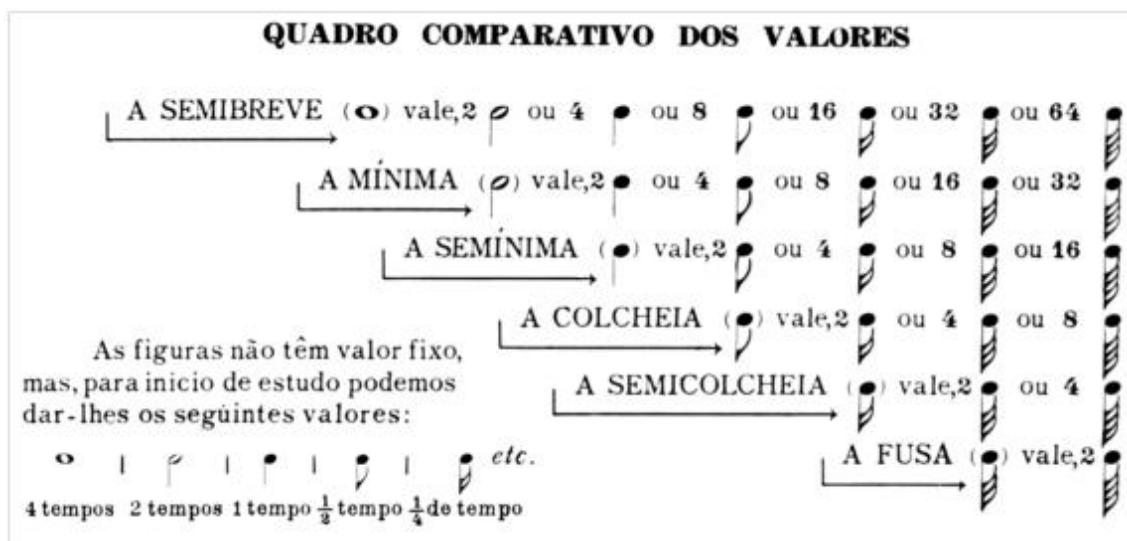 QUADRO COMPARATIVO DOS VALORES
A SEMIBREVE ( ) vale,2 ou 4 ou 8 ou 16 ou 32 ou 64
A MÍNIMA ( ) vale,2 ou 4 ou 8 ou 16 ou 32
A SEMÍNIMA ( ) vale,2 ou 4 ou 8 ou 16
A COLCHEIA ( ) vale,2 ou 4 ou 8
A SEMICOLCHEIA ( ) vale,2 ou 4
A FUSA ( ) vale,2
As figuras não têm valor fixo,
mas, para inicio de estudo podemos
dar-lhes os segùintes valores:
etc.
4 tempos 2 tempos 1 tempo ½ tempo ¼ de tempo